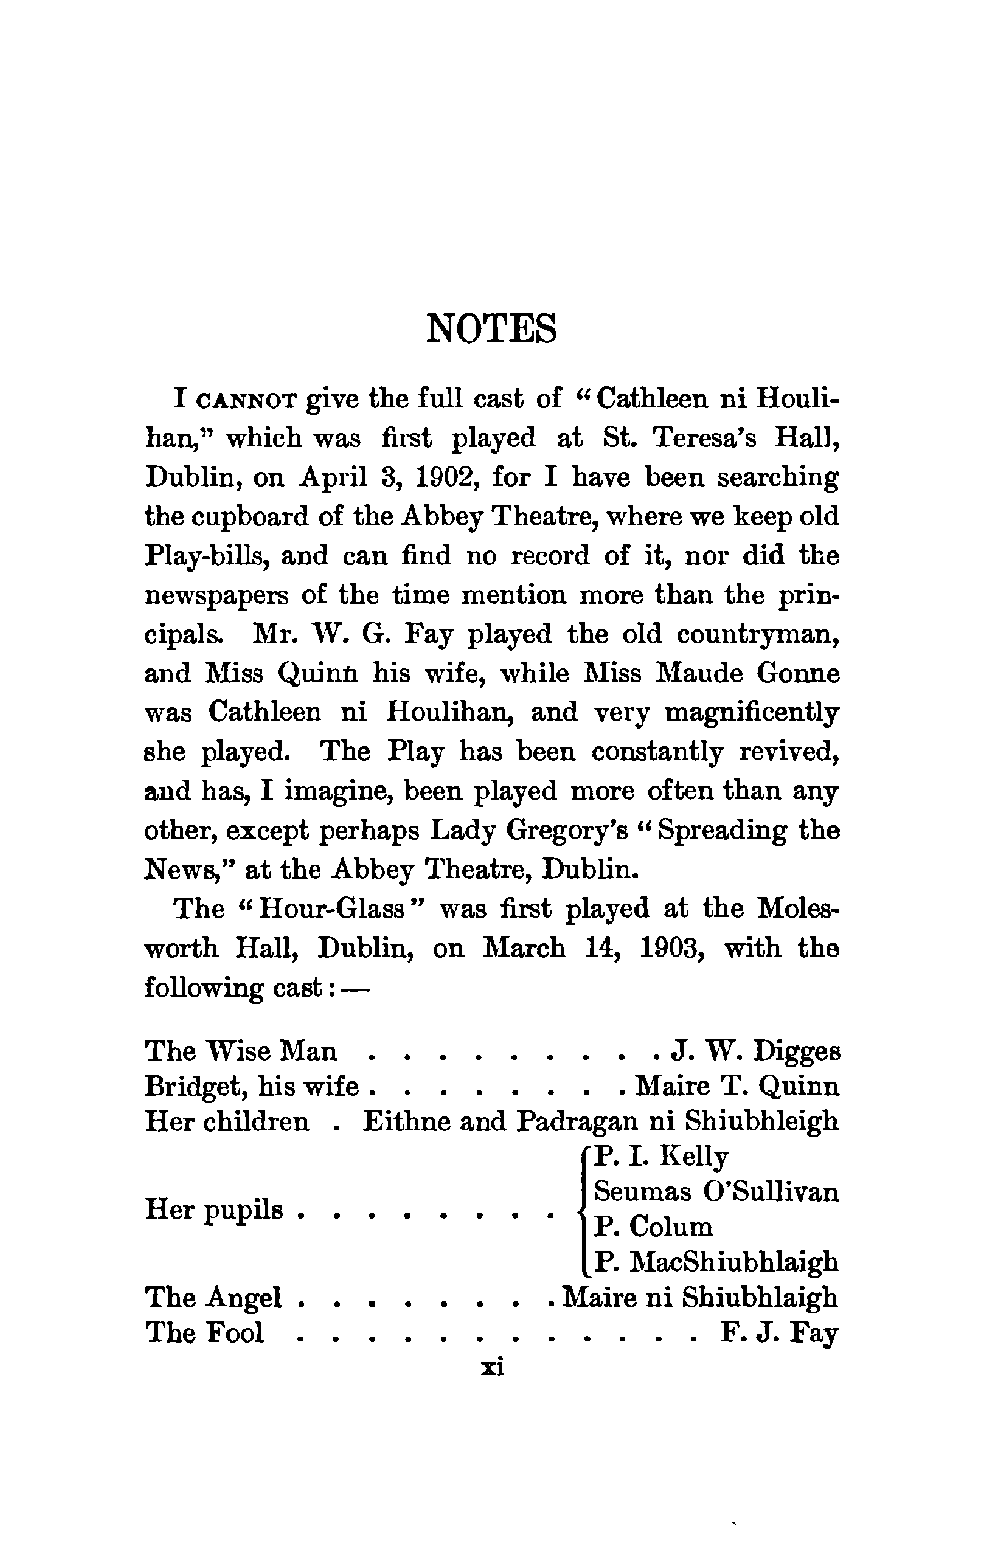 NOTES
I CANNOT give the full cast of "Cathleen ni Houli-
han," which was first played at St. Teresa's Hall,
Dublin, on April 3, 1902, for I have been searching
the cupboard of the Abbey Theatre, where we keep old
Play-bills, and can find no record of it, nor did the
newspapers of the time mention more than the prin-
cipals. Mr. W. G. Fay played the old countryman,
and Miss Quinn his wife, while Miss Maude Gonne
was Cathleen ni Houlihan, and very magnificently
she played. The Play has been constantly revived,
and has, I imagine, been played more often than any
other, except perhaps Lady Gregory's "Spreading the
News," at the Abbey Theatre, Dublin.
The "Hour-Glass" was first played at the Moles-
worth Hall, Dublin, on March 14, 1903, with the
following cast:—
The Wise Man . . . . . . . . . J. W. Digges
Bridget, his wife . . . . . . . . Maire T. Quinn
Her children . Eithne and Padragan ni Shiubhleigh
Her pupils . . . . . . . . { P. I. Kelly
Seumas O'Sullivan
P. Colum
P. MacShiubhlaigh
The Angel . . . . . . . . Maire ni Shiubhlaigh
The Fool . . . . . . . . . . . . F. J. Fay
xi